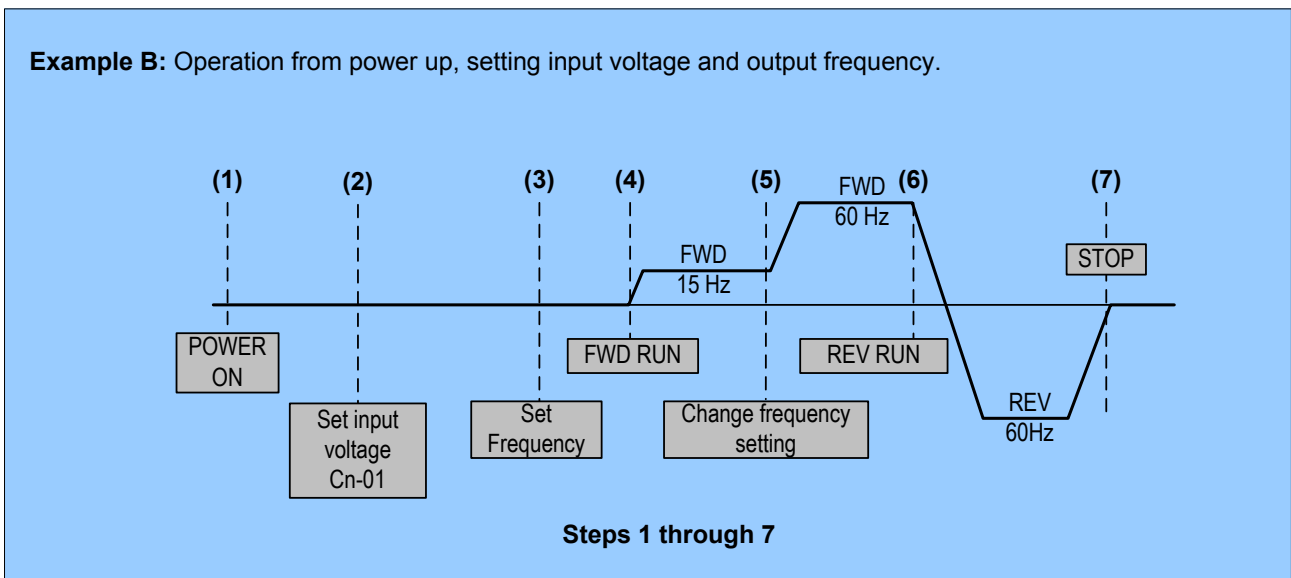 Example B: Operation from power up, setting input voltage and output frequency.
(1)
(2)
(3)
(4)
(5)
(6)
(7)
FWD
60 Hz
FWD
15 Hz
STOP
POWER
ON
FWD RUN
REV RUN
Set input
voltage
Cn-01
Set
Frequency
Change frequency
setting
REV
60Hz
Steps 1 through 7